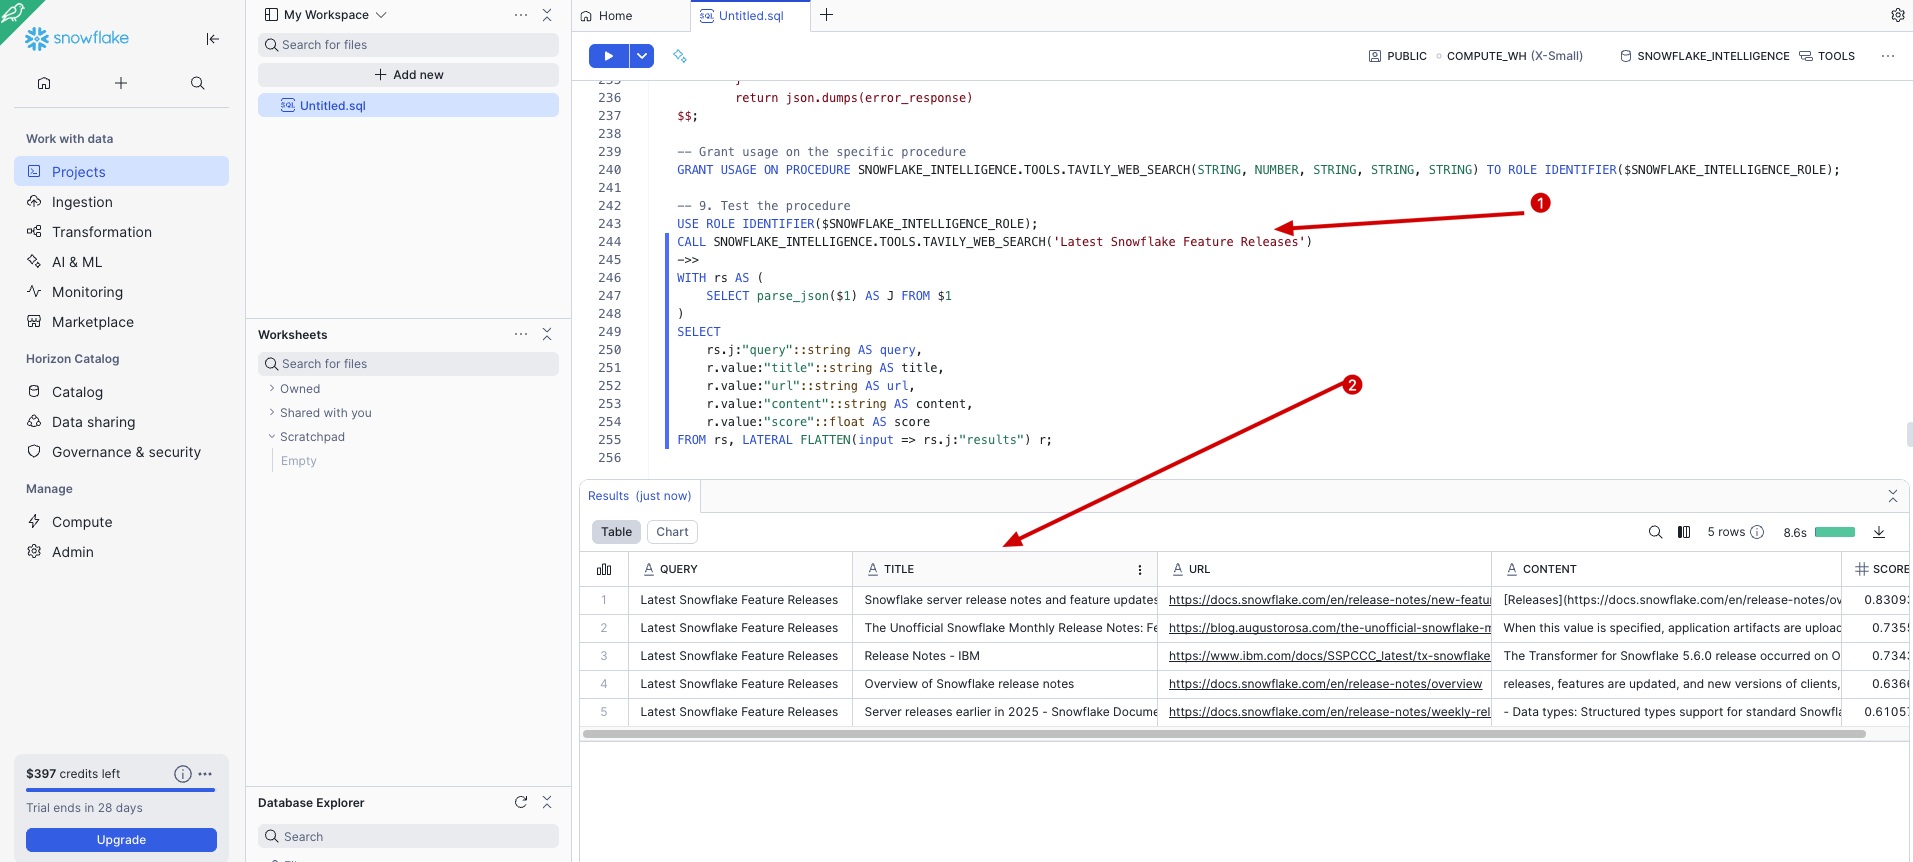 snowflake
Work with data
Projects
Ingestion
Transformation
AI & ML
Monitoring
Marketplace
Horizon Catalog
Catalog
Data sharing
Governance & security
Manage
Compute
Admin
$397 credits left
Trial ends in 28 days
Upgrade
My Workspace
Search for files
Add new
Untitled.sql
Worksheets
Search for files
Owned
Shared with you
Scratchpad
Empty
Database Explorer
Search
Home
Untitled.sql
PUBLIC COMPUTE_WH (X-Small) SNOWFLAKE_INTELLIGENCE TOOLS
236 return json.dumps(error_response)
237 $$;
238
239 -- Grant usage on the specific procedure
240 GRANT USAGE ON PROCEDURE SNOWFLAKE_INTELLIGENCE.TOOLS.TAVILY_WEB_SEARCH(STRING, NUMBER, STRING, STRING, STRING) TO ROLE IDENTIFIER($SNOWFLAKE_INTELLIGENCE_ROLE);
241
242 -- 9. Test the procedure
243 USE ROLE IDENTIFIER($SNOWFLAKE_INTELLIGENCE_ROLE);
244 CALL SNOWFLAKE_INTELLIGENCE.TOOLS.TAVILY_WEB_SEARCH('Latest Snowflake Feature Releases')
245 ->>
246 WITH rs AS (
247 SELECT parse_json($1) AS J FROM $1
248 )
249 SELECT
250 rs.j:"query"::string AS query,
251 r.value:"title"::string AS title,
252 r.value:"url"::string AS url,
253 r.value:"content"::string AS content,
254 r.value:"score"::float AS score
255 FROM rs, LATERAL FLATTEN(input => rs.j:"results") r;
256
1
2
Results (just now)
Table Chart
5 rows 8.6s
QUERY TITLE URL CONTENT SCORE
1 Latest Snowflake Feature Releases Snowflake server release notes and feature updates https://docs.snowflake.com/en/release-notes/new-featu [Releases](https://docs.snowflake.com/en/release-notes/ov 0.8309
2 Latest Snowflake Feature Releases The Unofficial Snowflake Monthly Release Notes: Fe https://blog.augustorosa.com/the-unofficial-snowflake-m When this value is specified, application artifacts are upload 0.735
3 Latest Snowflake Feature Releases Release Notes - IBM https://www.ibm.com/docs/SSPCCC_latest/tx-snowflake The Transformer for Snowflake 5.6.0 release occurred on O 0.734
4 Latest Snowflake Feature Releases Overview of Snowflake release notes https://docs.snowflake.com/en/release-notes/overview releases, features are updated, and new versions of clients, 0.636
5 Latest Snowflake Feature Releases Server releases earlier in 2025 - Snowflake Docume https://docs.snowflake.com/en/release-notes/weekly-rel - Data types: Structured types support for standard Snowfla 0.6105